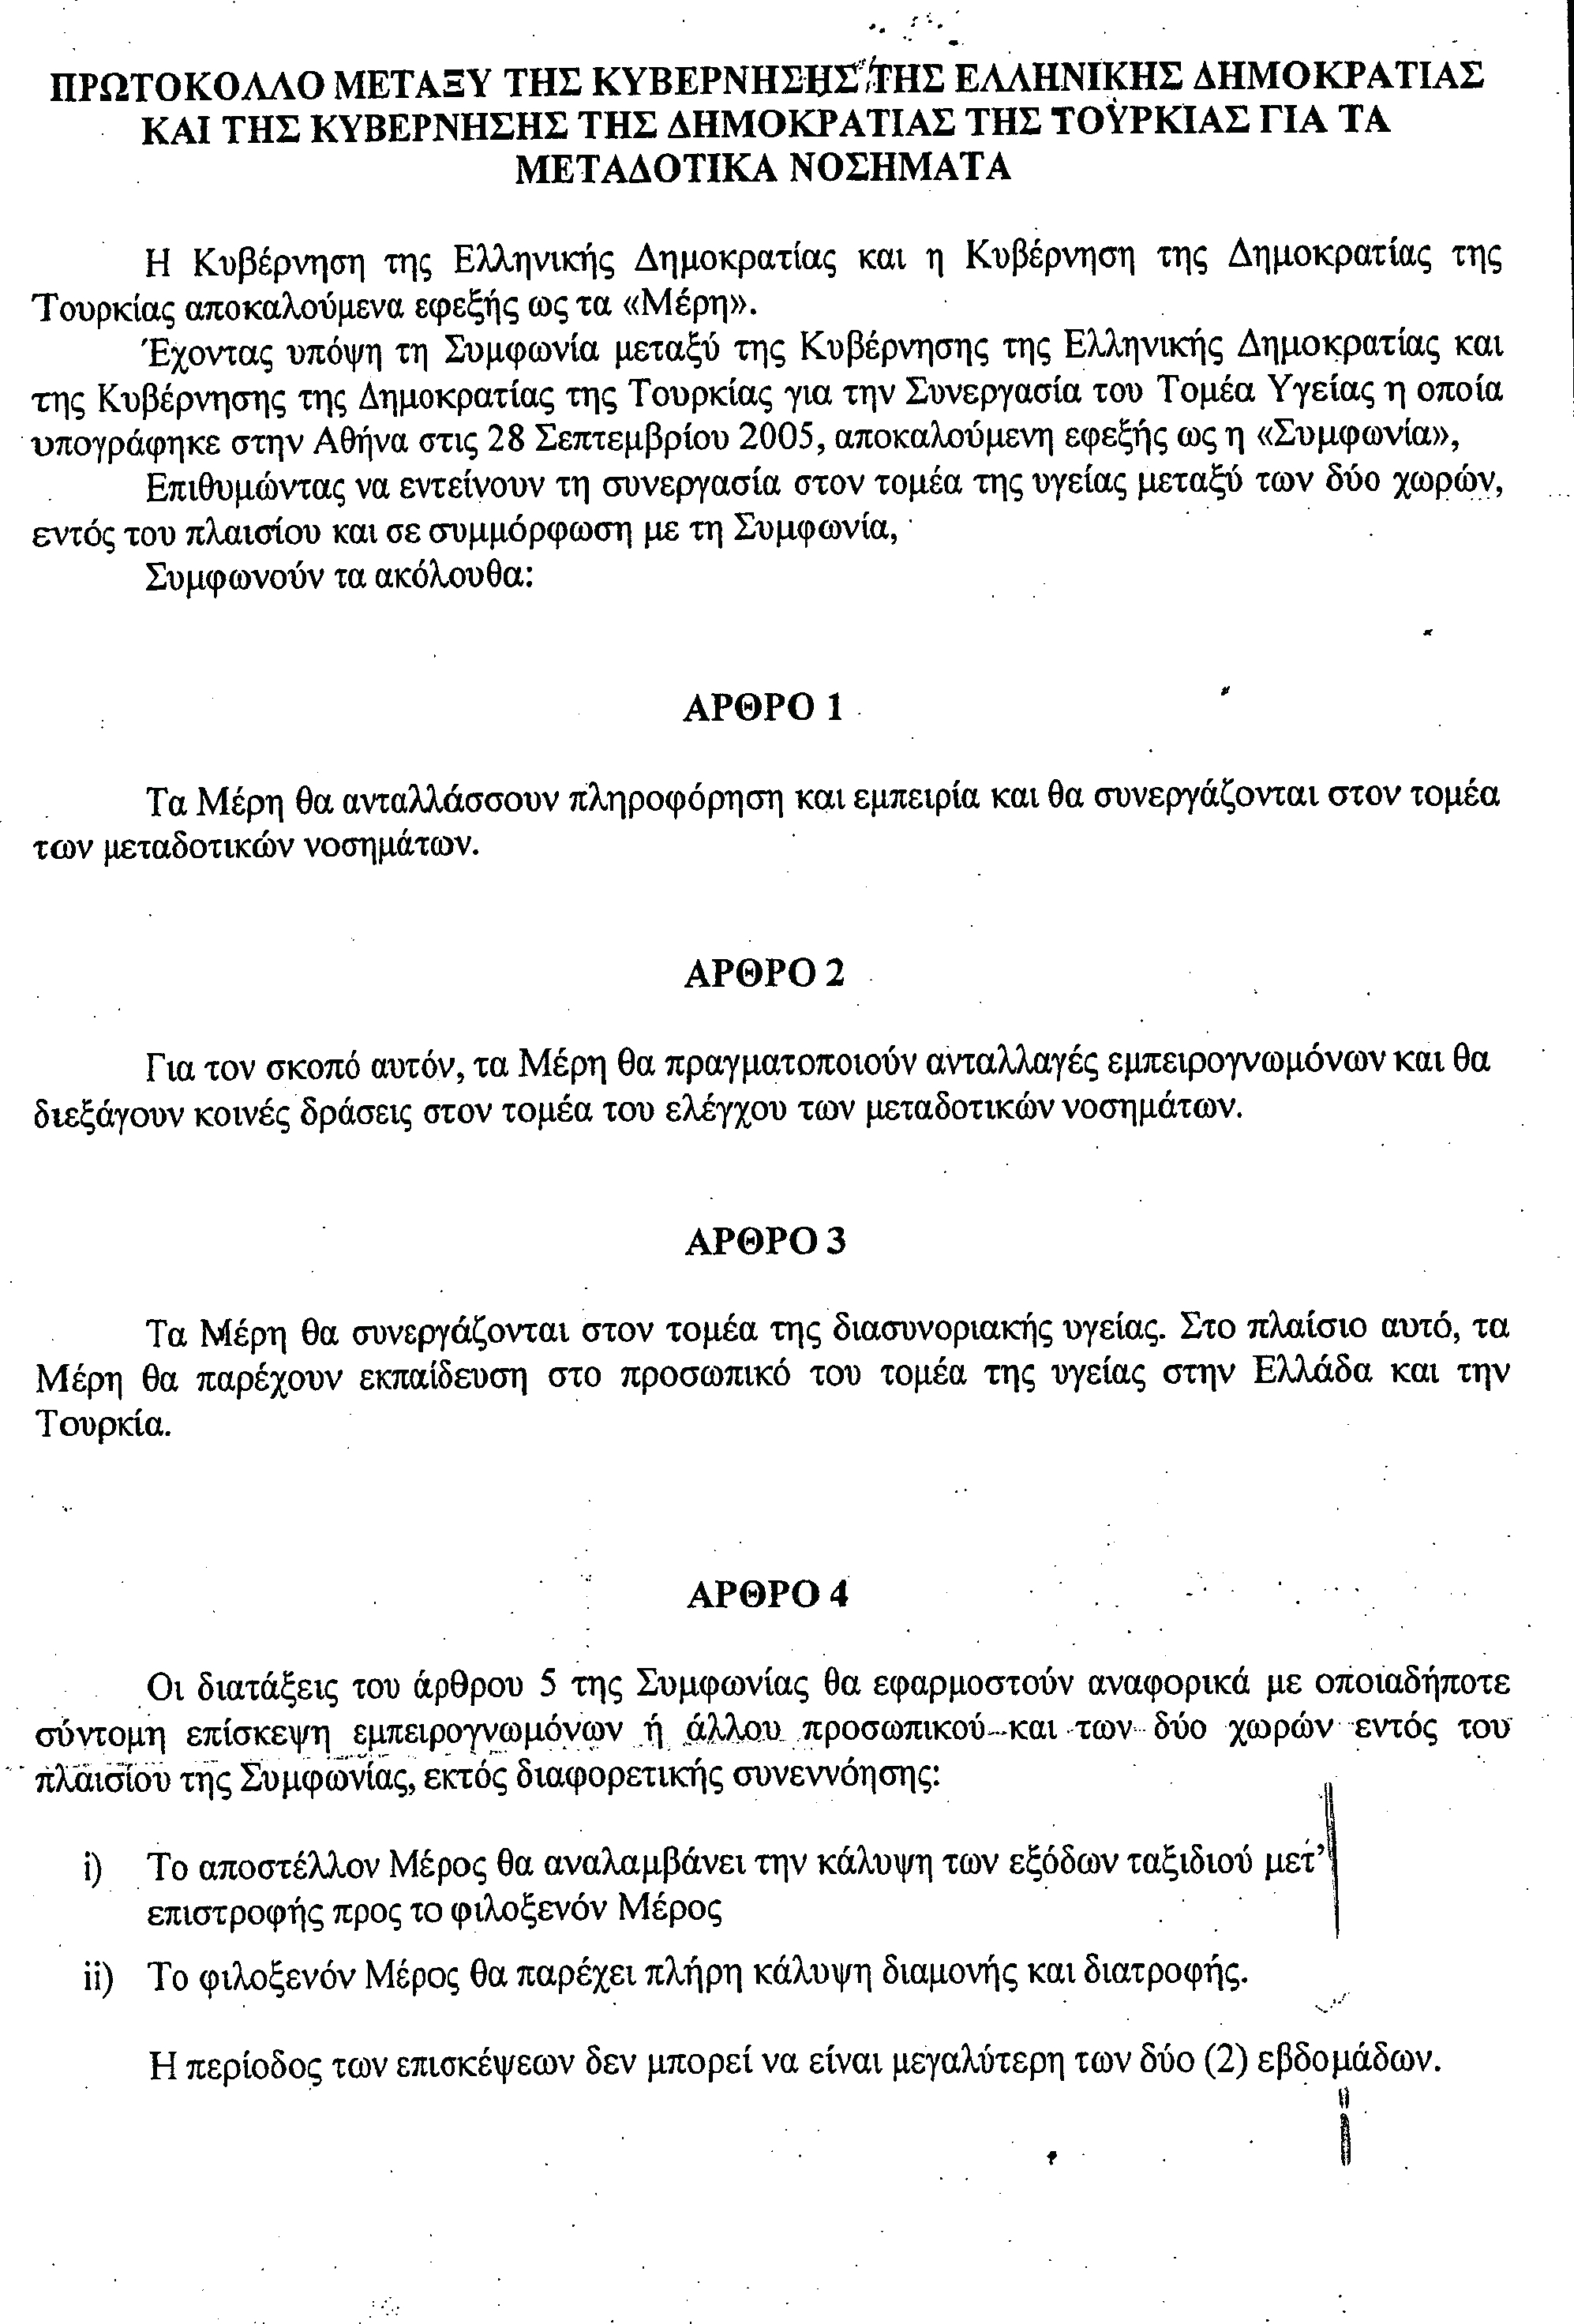 ΠΡΩΤΟΚΟΛΛΟ ΜΕΤΑΞΥ ΤΗΣ ΚΥΒΕΡΝΗΣΗΣ ΤΗΣ ΕΛΛΗΝΙΚΗΣ ΔΗΜΟΚΡΑΤΙΑΣ
ΚΑΙ ΤΗΣ ΚΥΒΕΡΝΗΣΗΣ ΤΗΣ ΔΗΜΟΚΡΑΤΙΑΣ ΤΗΣ ΤΟΥΡΚΙΑΣ ΓΙΑ ΤΑ
ΜΕΤΑΔΟΤΙΚΑ ΝΟΣΗΜΑΤΑ
Η Κυβέρνηση της Ελληνικής Δημοκρατίας και η Κυβέρνηση της Δημοκρατίας της
Τουρκίας αποκαλούμενα εφεξής ως τα «Μέρη».
Έχοντας υπόψη τη Συμφωνία μεταξύ της Κυβέρνησης της Ελληνικής Δημοκρατίας και
της Κυβέρνησης της Δημοκρατίας της Τουρκίας για την Συνεργασία του Τομέα Υγείας η οποία
υπογράφηκε στην Αθήνα στις 28 Σεπτεμβρίου 2005, αποκαλούμενη εφεξής ως η «Συμφωνία»,
Επιθυμώντας να εντείνουν τη συνεργασία στον τομέα της υγείας μεταξύ των δύο χωρών,
εντός του πλαισίου και σε συμμόρφωση με τη Συμφωνία,
Συμφωνούν τα ακόλουθα:
ΑΡΘΡΟ 1
Τα Μέρη θα ανταλλάσσουν πληροφόρηση και εμπειρία και θα συνεργάζονται στον τομέα
των μεταδοτικών νοσημάτων.
ΑΡΘΡΟ 2
Για τον σκοπό αυτόν, τα Μέρη θα πραγματοποιούν ανταλλαγές εμπειρογνωμόνων και θα
διεξάγουν κοινές δράσεις στον τομέα του ελέγχου των μεταδοτικών νοσημάτων.
ΑΡΘΡΟ 3
Τα Μέρη θα συνεργάζονται στον τομέα της διασυνοριακής υγείας. Στο πλαίσιο αυτό, τα
Μέρη θα παρέχουν εκπαίδευση στο προσωπικό του τομέα της υγείας στην Ελλάδα και την
Τουρκία.
ΑΡΘΡΟ 4
Οι διατάξεις του άρθρου 5 της Συμφωνίας θα εφαρμοστούν αναφορικά με οποιαδήποτε
σύντομη επίσκεψη εμπειρογνωμόνων ή άλλου προσωπικού και των δύο χωρών εντός του
πλαισίου της Συμφωνίας, εκτός διαφορετικής συνεννόησης:
i) Το αποστέλλον Μέρος θα αναλαμβάνει την κάλυψη των εξόδων ταξιδιού μετ'
επιστροφής προς το φιλοξενόν Μέρος
ii) Το φιλοξενόν Μέρος θα παρέχει πλήρη κάλυψη διαμονής και διατροφής.
Η περίοδος των επισκέψεων δεν μπορεί να είναι μεγαλύτερη των δύο (2) εβδομάδων.